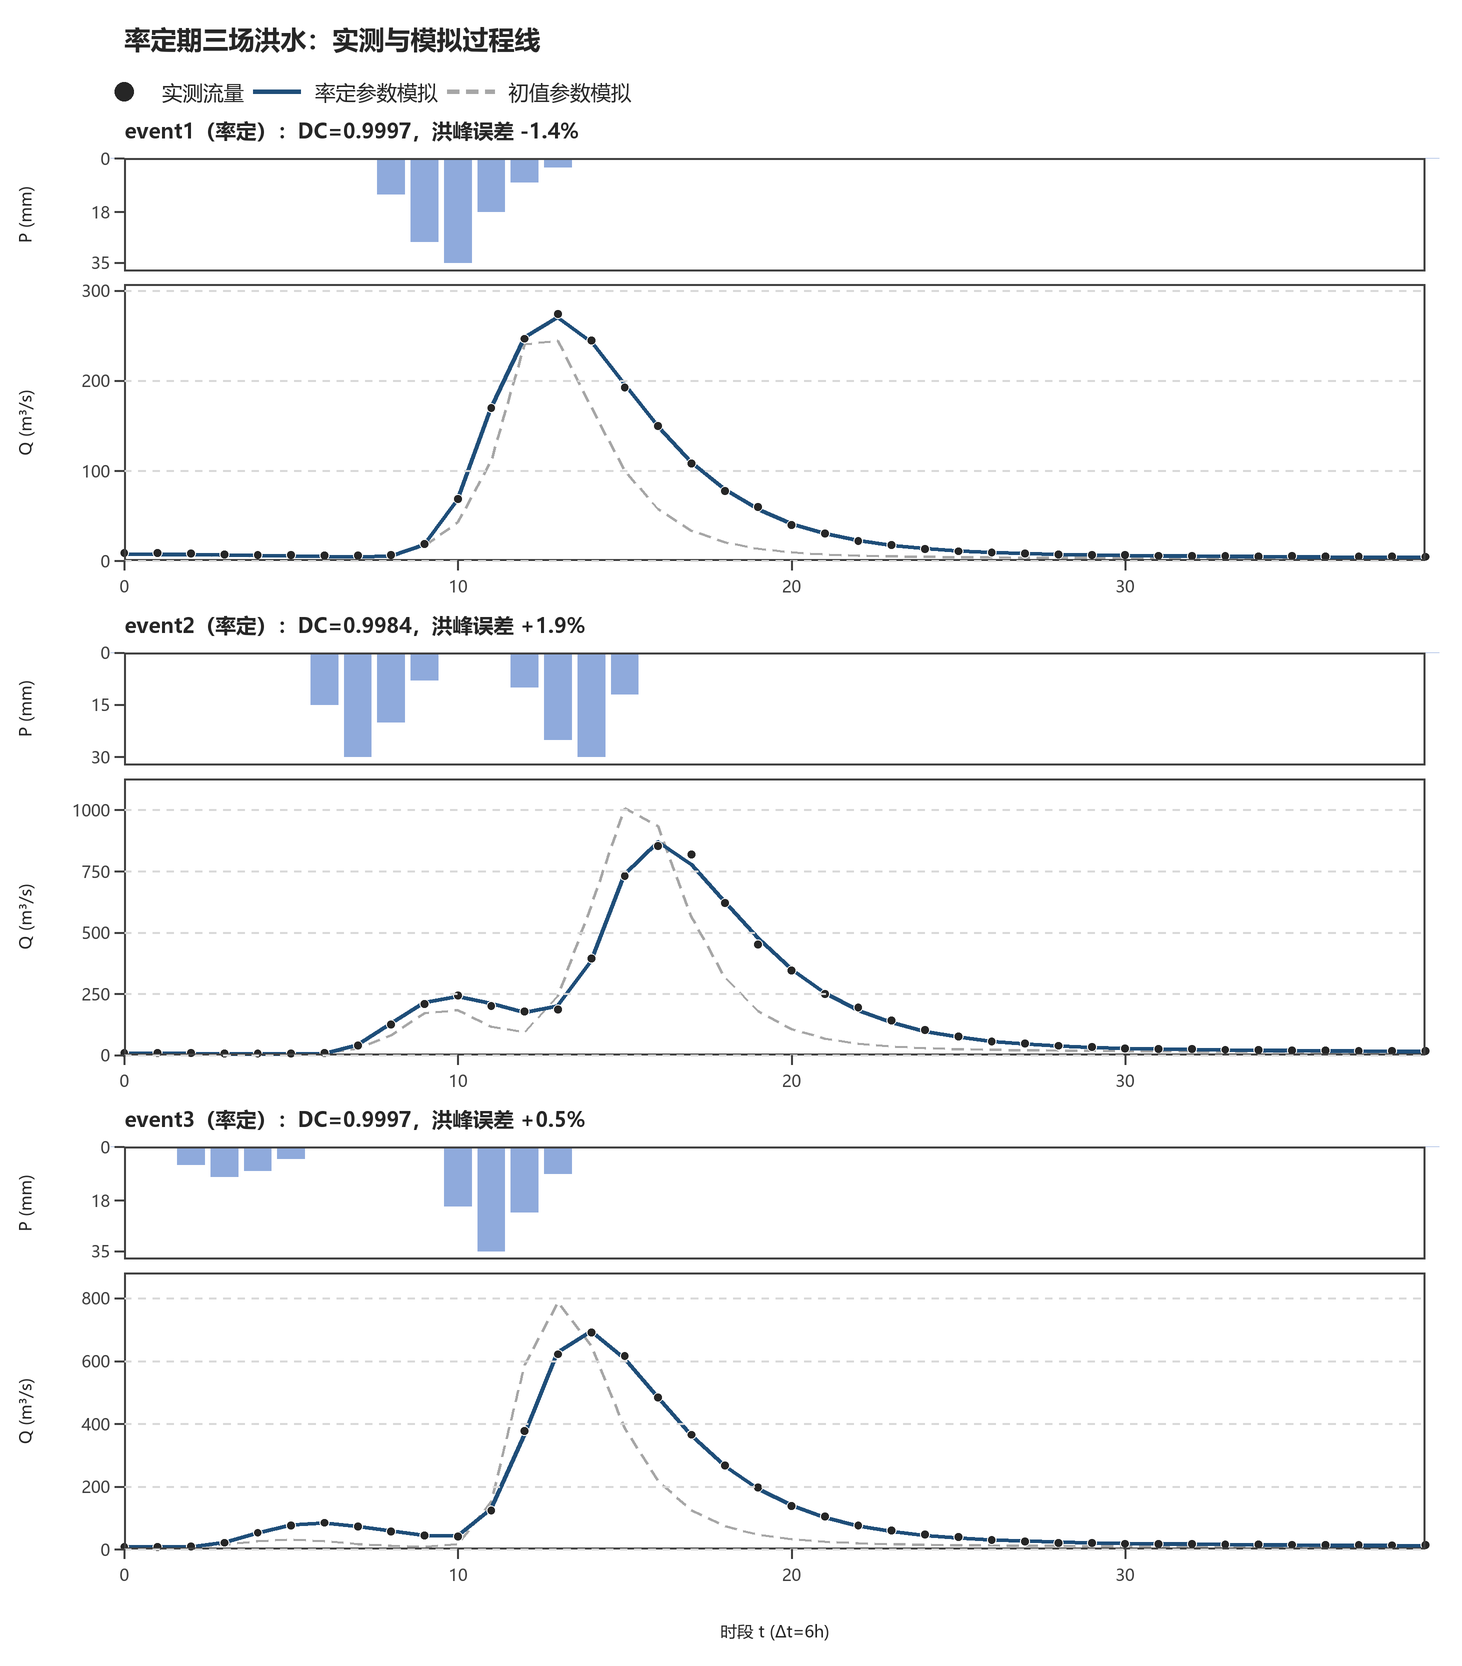 率定期三场洪水：实测与模拟过程线
实测流量 率定参数模拟 初值参数模拟
event1（率定）：DC=0.9997，洪峰误差 -1.4%
0
18
35
P (mm)
300
200
100
0
Q (m³/s)
0 10 20 30
event2（率定）：DC=0.9984，洪峰误差 +1.9%
0
15
30
P (mm)
1000
750
500
250
0
Q (m³/s)
0 10 20 30
event3（率定）：DC=0.9997，洪峰误差 +0.5%
0
18
35
P (mm)
800
600
400
200
0
Q (m³/s)
0 10 20 30
时段 t (Δt=6h)